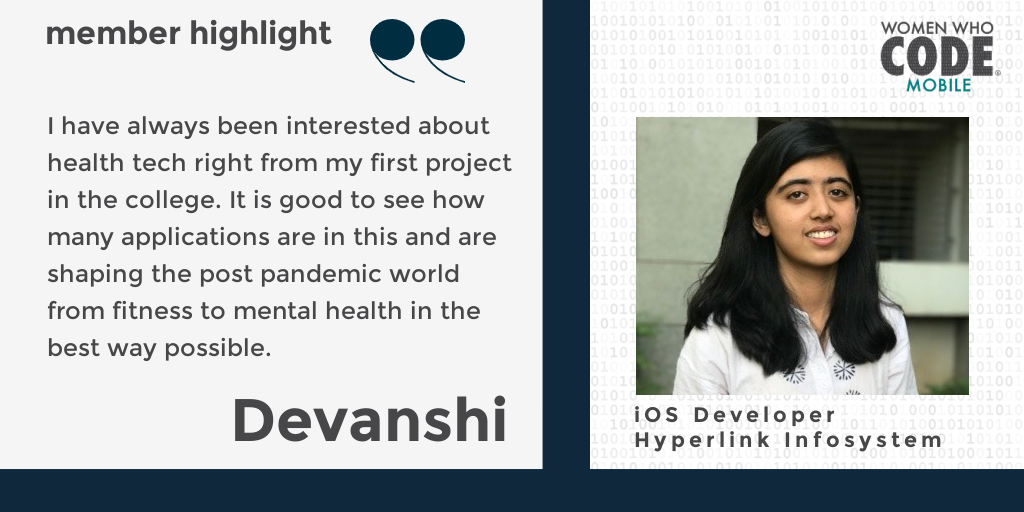 member highlight
I have always been interested about
health tech right from my first project
in the college. It is good to see how
many applications are in this and are
shaping the post pandemic world
from fitness to mental health in the
best way possible.
Devanshi
WOMEN WHO
CODE®
MOBILE
iOS Developer
Hyperlink Infosystem